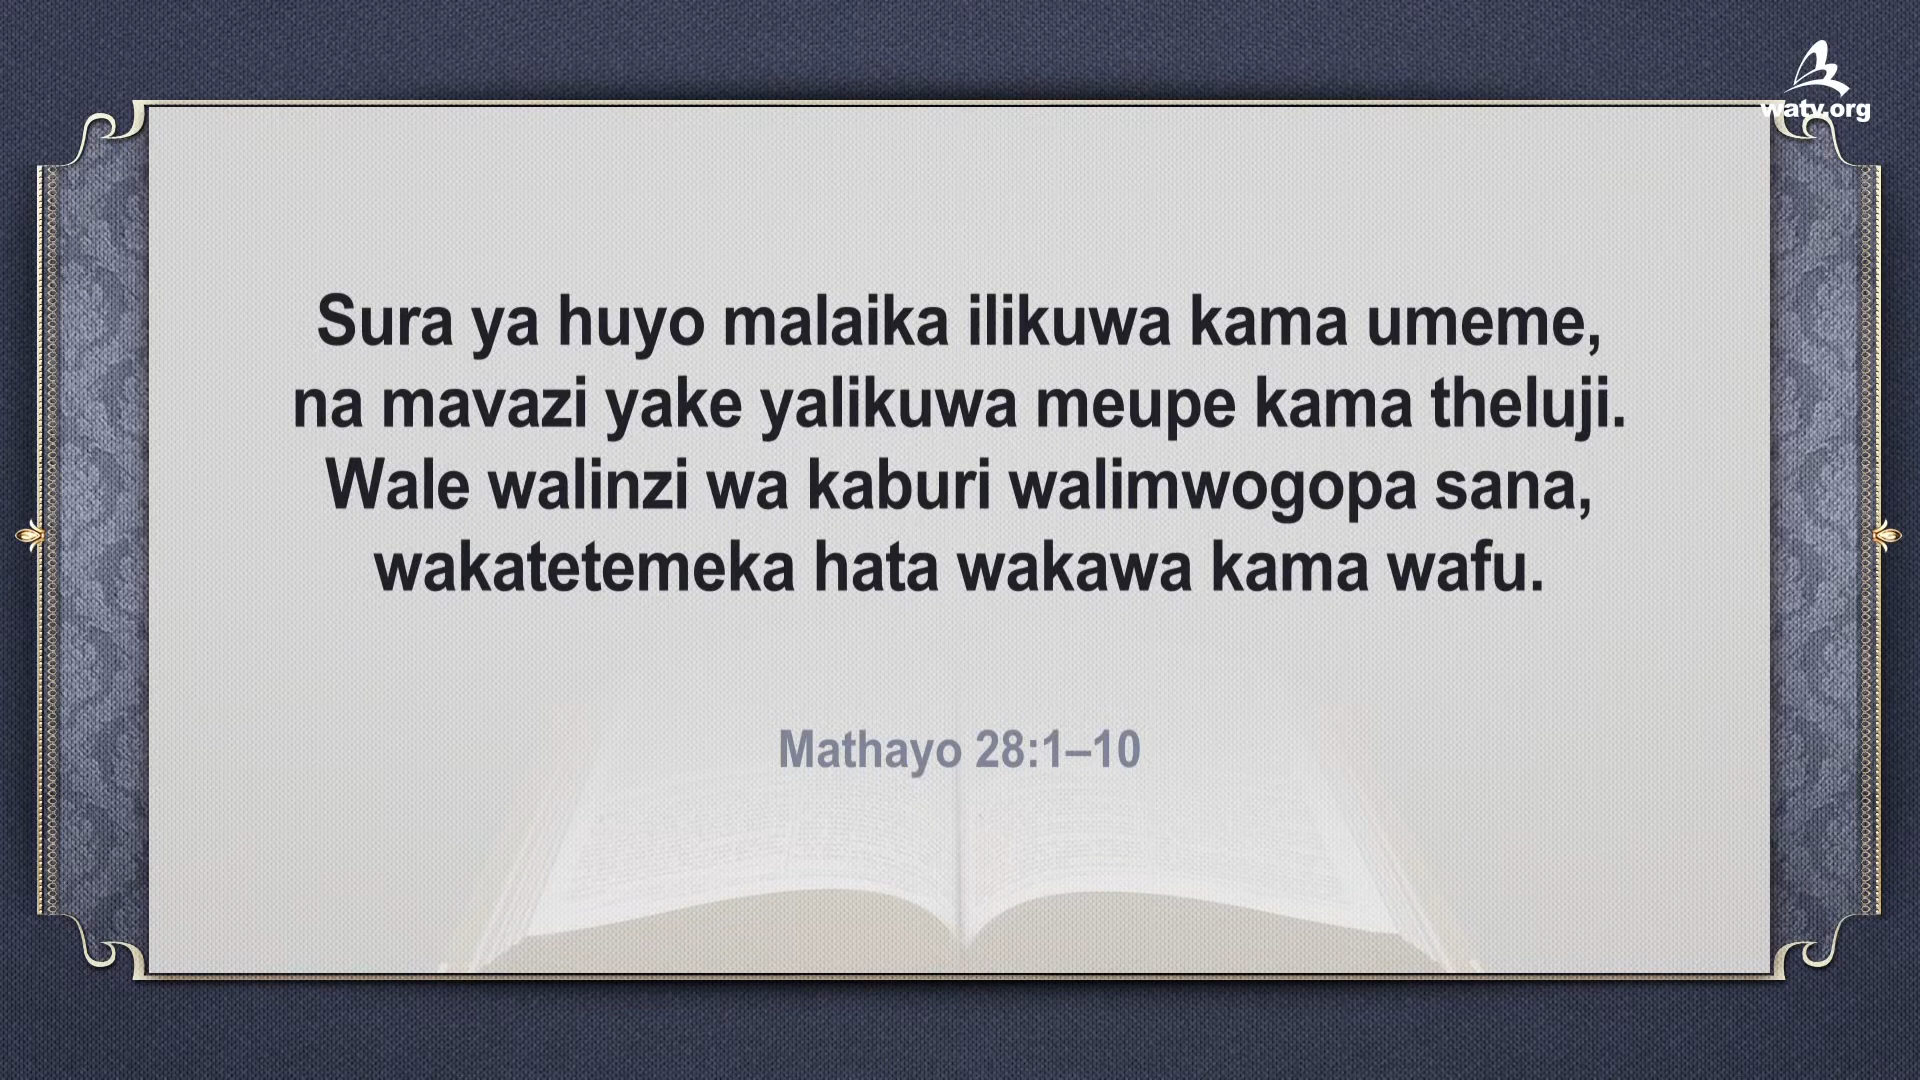 watv.org
Sura ya huyo malaika ilikuwa kama umeme,
na mavazi yake yalikuwa meupe kama theluji.
Wale walinzi wa kaburi walimwogopa sana,
wakatetemeka hata wakawa kama wafu.
Mathayo 28:1–10